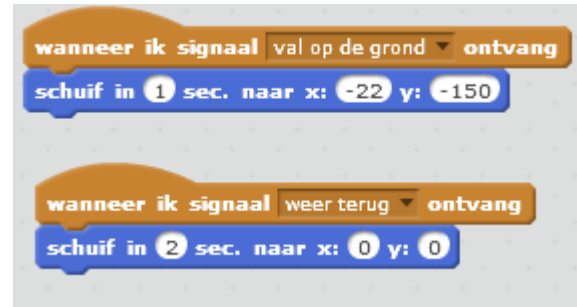 wanneer ik signaal val op de grond ontvang
schuif in 1 sec. naar x: -22 y: -150
wanneer ik signaal weer terug ontvang
schuif in 2 sec. naar x: 0 y: 0